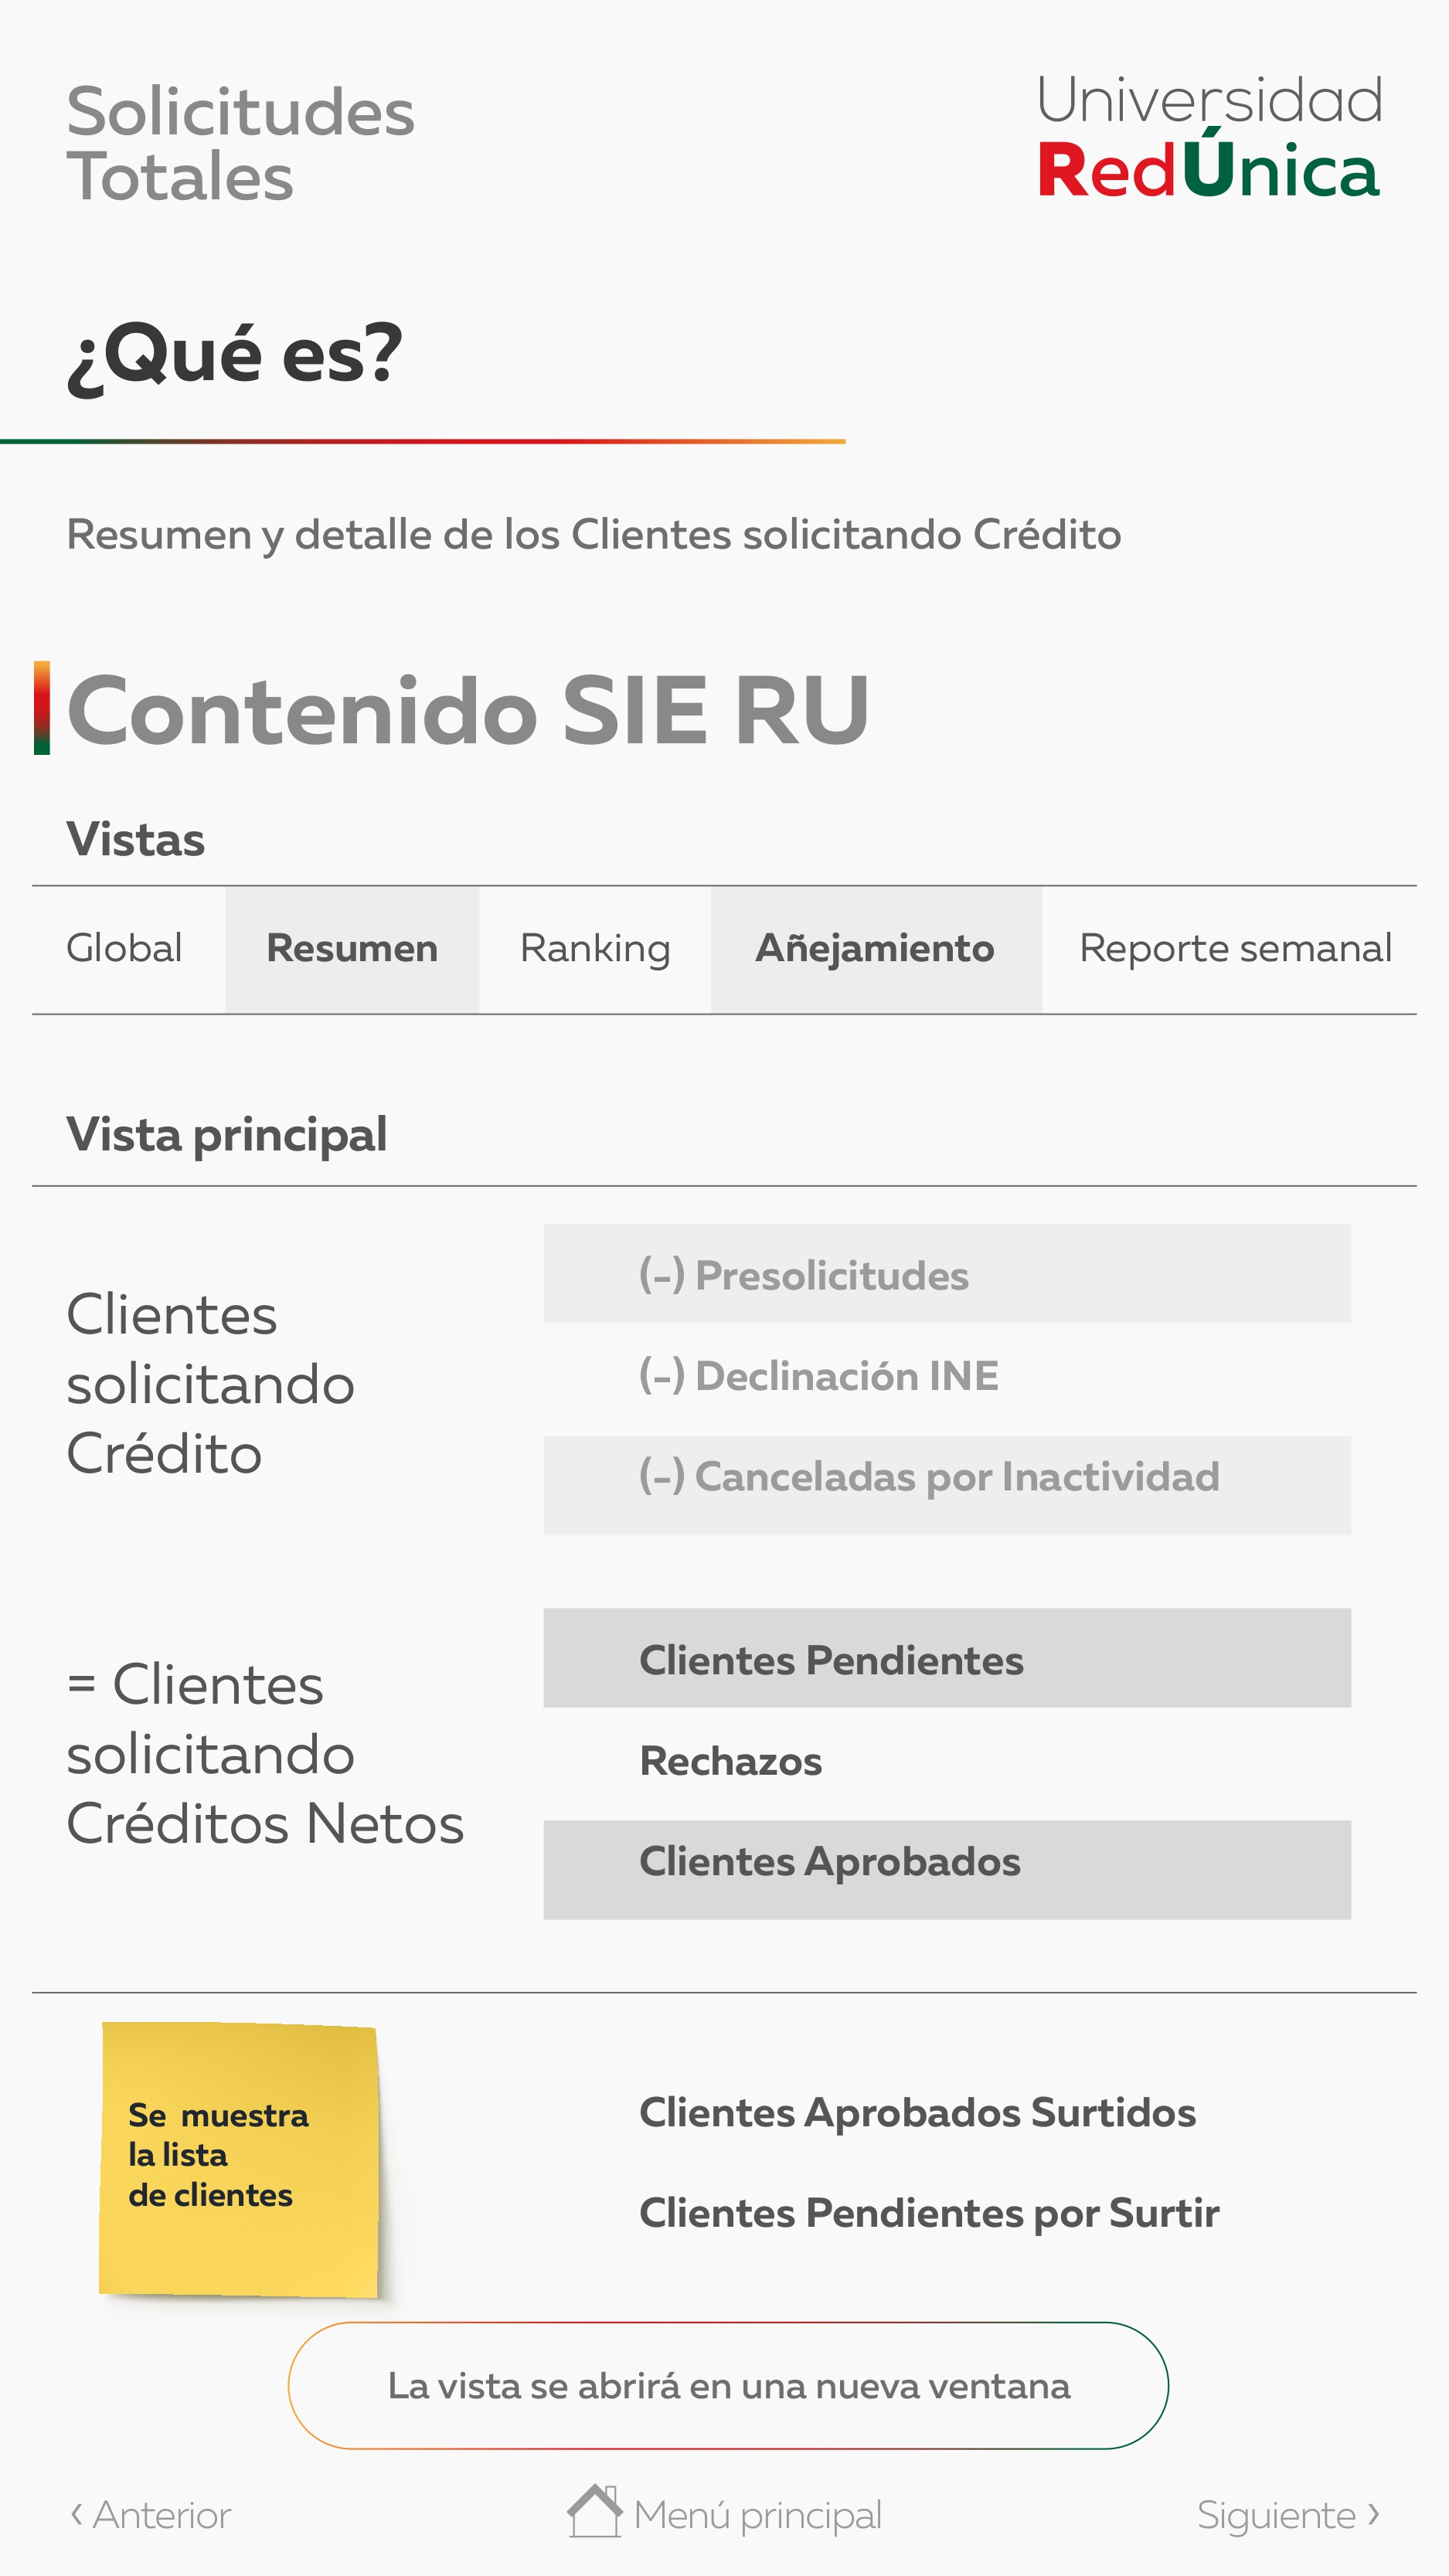 Solicitudes
Totales
Universidad
RedÚnica
¿Qué es?
Resumen y detalle de los Clientes solicitando Crédito
Contenido SIE RU
Vistas
Global Resumen Ranking Añejamiento Reporte semanal
Vista principal
Clientes
solicitando
Crédito
(-) Presolicitudes
(-) Declinación INE
(-) Canceladas por Inactividad
= Clientes
solicitando
Créditos Netos
Clientes Pendientes
Rechazos
Clientes Aprobados
Se muestra
la lista
de clientes
Clientes Aprobados Surtidos
Clientes Pendientes por Surtir
La vista se abrirá en una nueva ventana
‹ Anterior
Menú principal
Siguiente ›